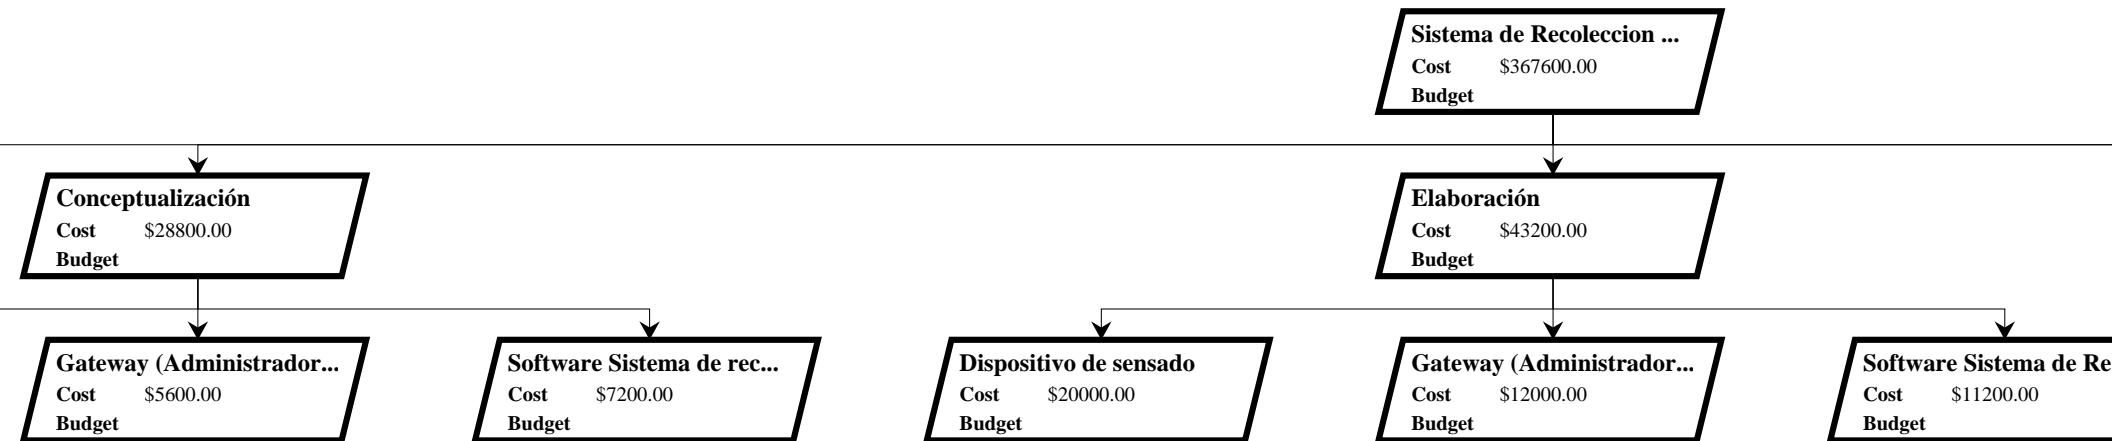 Sistema de Recoleccion ...
Cost $367600.00
Budget
Conceptualización
Cost $28800.00
Budget
Elaboración
Cost $43200.00
Budget
Gateway (Administrador...
Cost $5600.00
Budget
Software Sistema de rec...
Cost $7200.00
Budget
Dispositivo de sensado
Cost $20000.00
Budget
Gateway (Administrador...
Cost $12000.00
Budget
Software Sistema de Re
Cost $11200.00
Budget